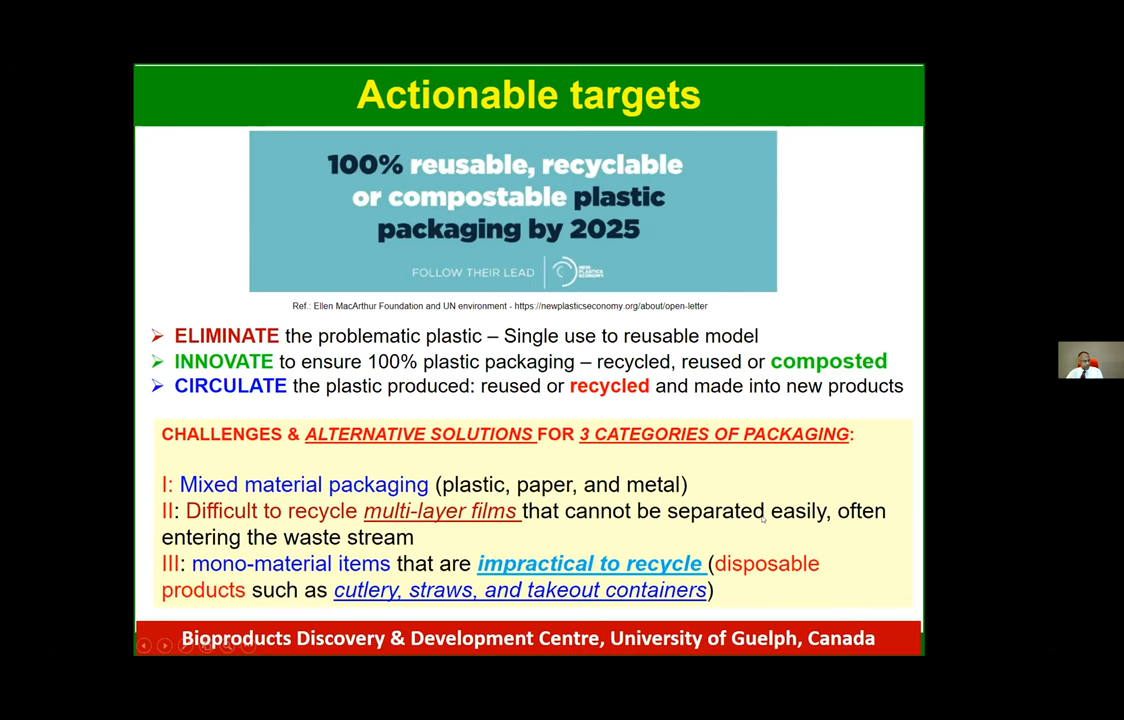 Actionable targets
100% reusable, recyclable
or compostable plastic
packaging by 2025
FOLLOW THEIR LEAD
NEW
PLASTICS
ECONOMY
Ref.: Ellen MacArthur Foundation and UN environment - https://newplasticseconomy.org/about/open-letter
➢ ELIMINATE the problematic plastic – Single use to reusable model
➢ INNOVATE to ensure 100% plastic packaging – recycled, reused or composted
➢ CIRCULATE the plastic produced: reused or recycled and made into new products
CHALLENGES & ALTERNATIVE SOLUTIONS FOR 3 CATEGORIES OF PACKAGING:
I: Mixed material packaging (plastic, paper, and metal)
II: Difficult to recycle multi-layer films that cannot be separated easily, often
entering the waste stream
III: mono-material items that are impractical to recycle (disposable
products such as cutlery, straws, and takeout containers)
Bioproducts Discovery & Development Centre, University of Guelph, Canada